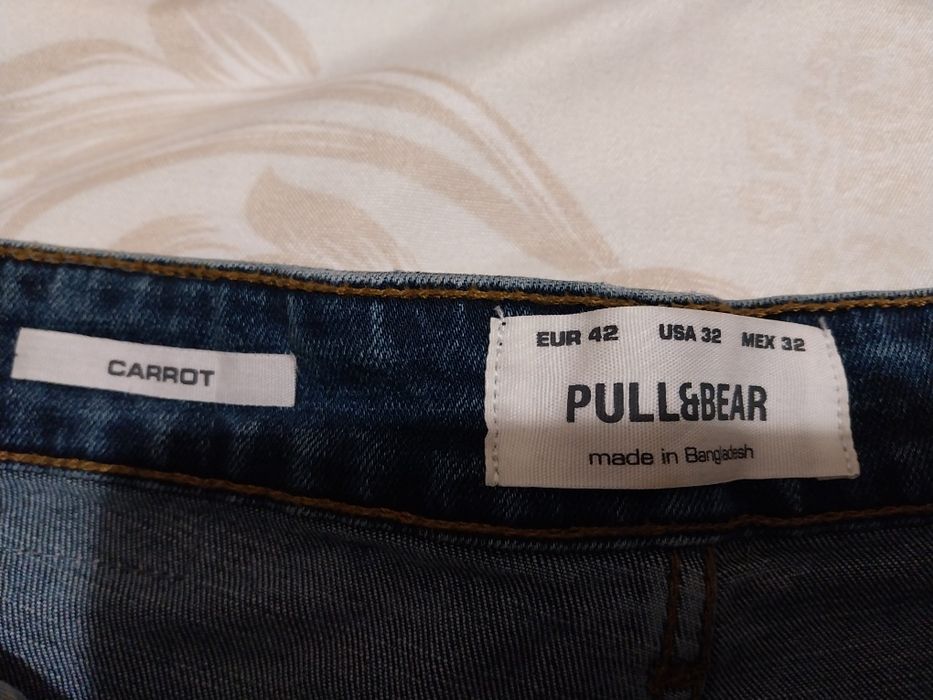 CARROT
EUR 42 USA 32 MEX 32
PULL&BEAR
made in Bangladesh